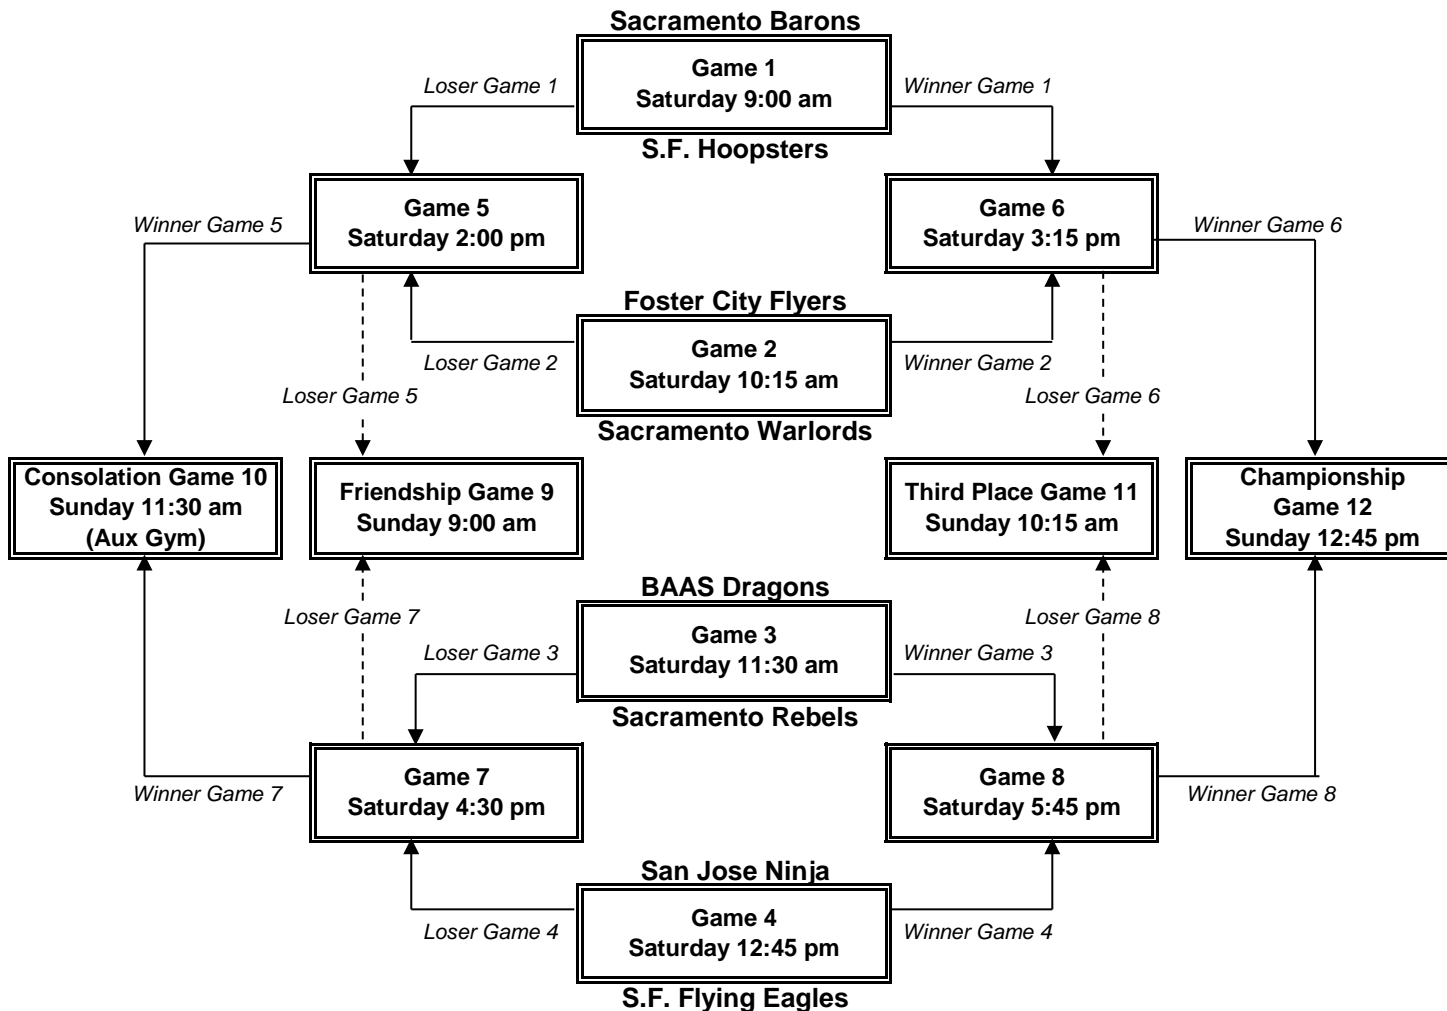 Sacramento Barons
Game 1
Saturday 9:00 am
Loser Game 1
Winner Game 1
S.F. Hoopsters
Game 5
Saturday 2:00 pm
Game 6
Saturday 3:15 pm
Winner Game 5
Winner Game 6
Foster City Flyers
Game 2
Saturday 10:15 am
Loser Game 2
Winner Game 2
Loser Game 5
Loser Game 6
Sacramento Warlords
Consolation Game 10
Sunday 11:30 am
(Aux Gym)
Friendship Game 9
Sunday 9:00 am
Third Place Game 11
Sunday 10:15 am
Championship
Game 12
Sunday 12:45 pm
BAAS Dragons
Loser Game 7
Loser Game 8
Game 3
Saturday 11:30 am
Loser Game 3
Winner Game 3
Sacramento Rebels
Game 7
Saturday 4:30 pm
Game 8
Saturday 5:45 pm
Winner Game 7
Winner Game 8
San Jose Ninja
Game 4
Saturday 12:45 pm
Loser Game 4
Winner Game 4
S.F. Flying Eagles